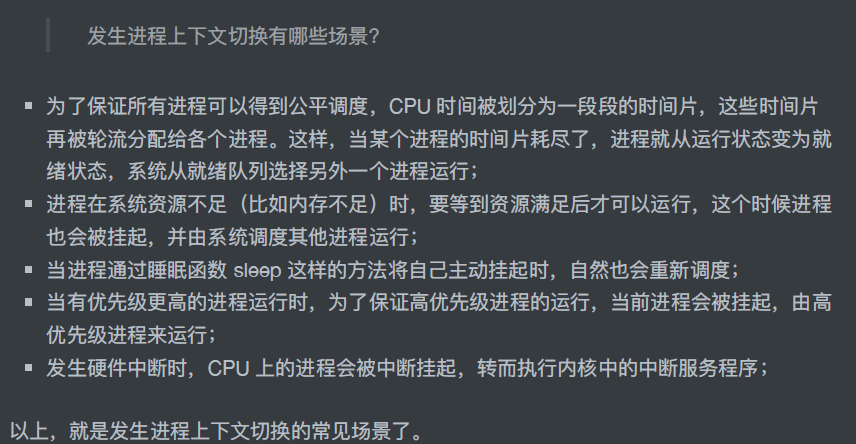 发生进程上下文切换有哪些场景?
为了保证所有进程可以得到公平调度，CPU 时间被划分为一段段的时间片，这些时间片
再被轮流分配给各个进程。这样，当某个进程的时间片耗尽了，进程就从运行状态变为就
绪状态，系统从就绪队列选择另外一个进程运行；
进程在系统资源不足（比如内存不足）时，要等到资源满足后才可以运行，这个时候进程
也会被挂起，并由系统调度其他进程运行；
当进程通过睡眠函数 sleep 这样的方法将自己主动挂起时，自然也会重新调度；
当有优先级更高的进程运行时，为了保证高优先级进程的运行，当前进程会被挂起，由高
优先级进程来运行；
发生硬件中断时，CPU 上的进程会被中断挂起，转而执行内核中的中断服务程序；
以上，就是发生进程上下文切换的常见场景了。